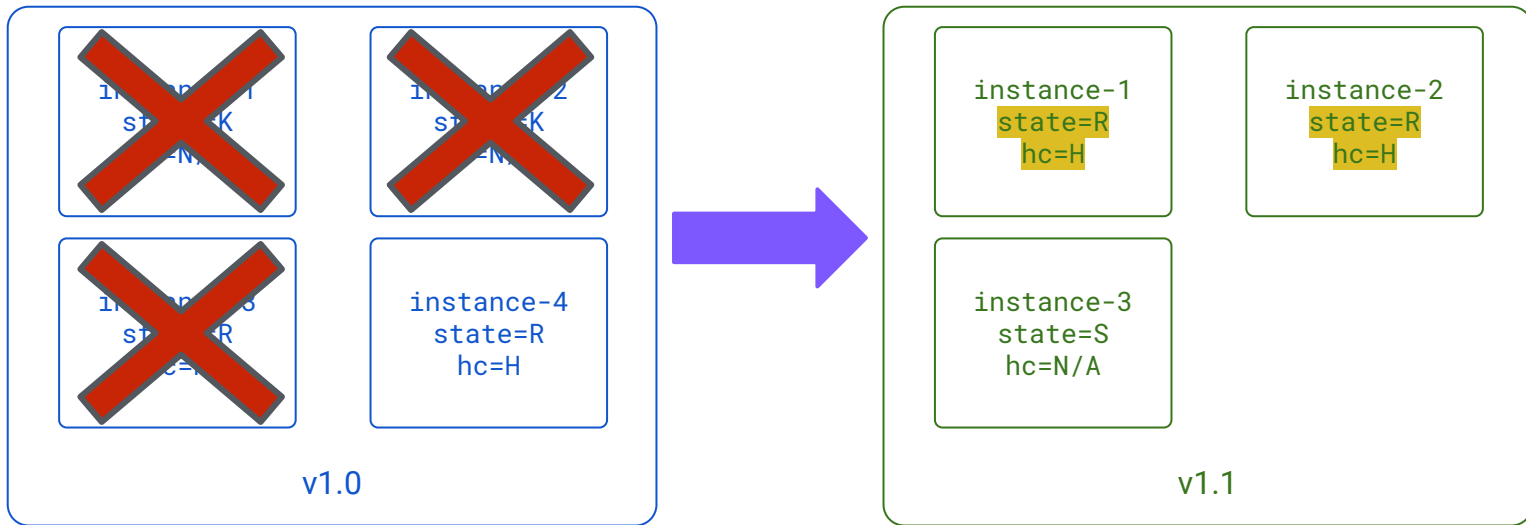 instance-1
state=R
hc=H
instance-2
state=R
hc=H
instance-4
state=R
hc=H
instance-3
state=S
hc=N/A
v1.0
v1.1